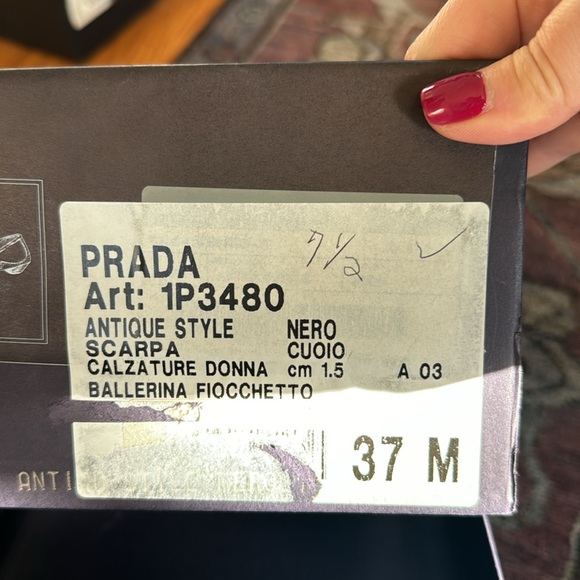 7 1/2 ✓
PRADA
Art: 1P3480
ANTIQUE STYLE NERO
SCARPA CUOIO
CALZATURE DONNA cm 1.5 A 03
BALLERINA FIOCCHETTO
37 M
ANTI